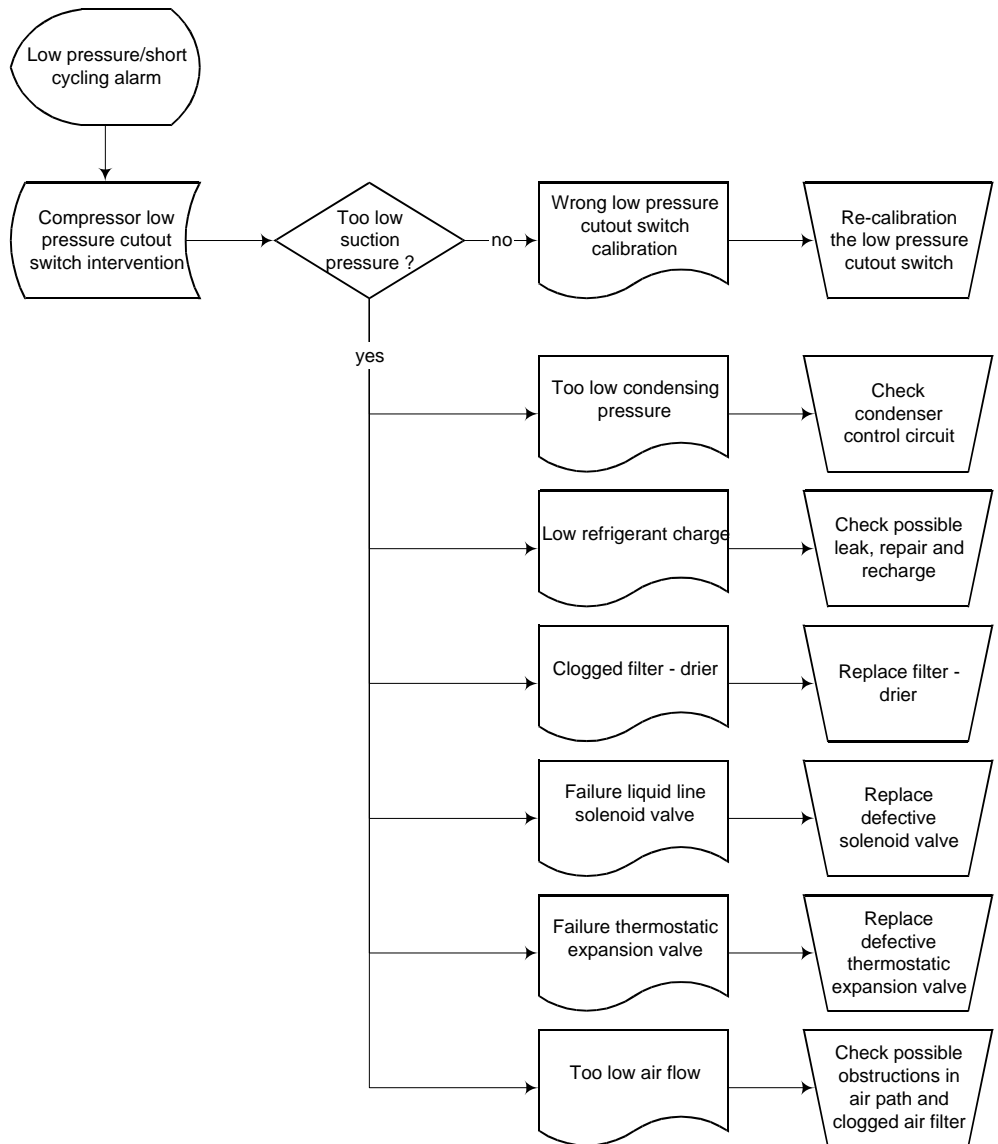 Low pressure/short
cycling alarm
Compressor low
pressure cutout
switch intervention
Too low
suction
pressure ?
no
Wrong low pressure
cutout switch
calibration
Re-calibration
the low pressure
cutout switch
yes
Too low condensing
pressure
Check
condenser
control circuit
Low refrigerant charge
Check possible
leak, repair and
recharge
Clogged filter - drier
Replace filter -
drier
Failure liquid line
solenoid valve
Replace
defective
solenoid valve
Failure thermostatic
expansion valve
Replace
defective
thermostatic
expansion valve
Too low air flow
Check possible
obstructions in
air path and
clogged air filter